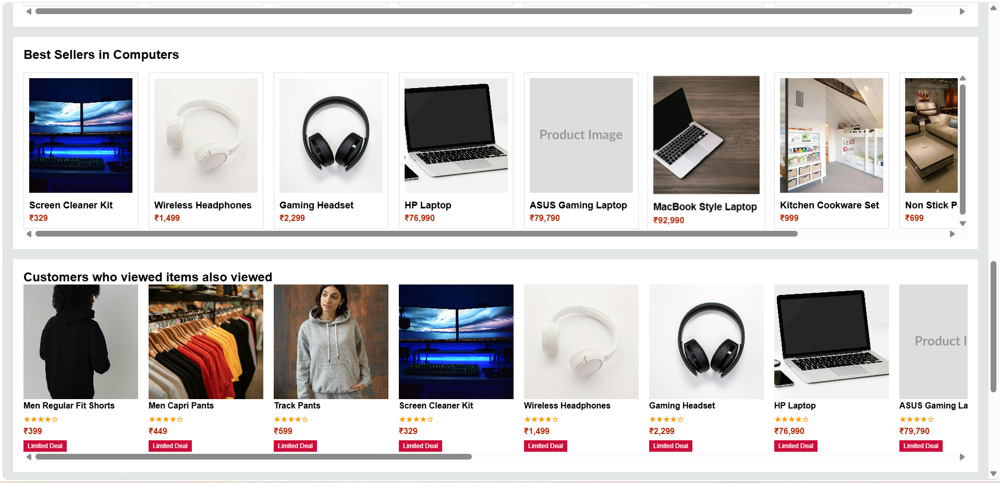 Best Sellers in Computers
Product Image
Screen Cleaner Kit
₹329
Wireless Headphones
₹1,499
Gaming Headset
₹2,299
HP Laptop
₹76,990
ASUS Gaming Laptop
₹79,790
MacBook Style Laptop
₹92,990
Kitchen Cookware Set
₹999
Non Stick P
₹699
Customers who viewed items also viewed
Product I
Men Regular Fit Shorts
★★★★☆
₹399
Limited Deal
Men Capri Pants
★★★★☆
₹449
Limited Deal
Track Pants
★★★★☆
₹599
Limited Deal
Screen Cleaner Kit
★★★★☆
₹329
Limited Deal
Wireless Headphones
★★★★☆
₹1,499
Limited Deal
Gaming Headset
★★★★☆
₹2,299
Limited Deal
HP Laptop
★★★★☆
₹76,990
Limited Deal
ASUS Gaming La
★★★★☆
₹79,790
Limited Deal